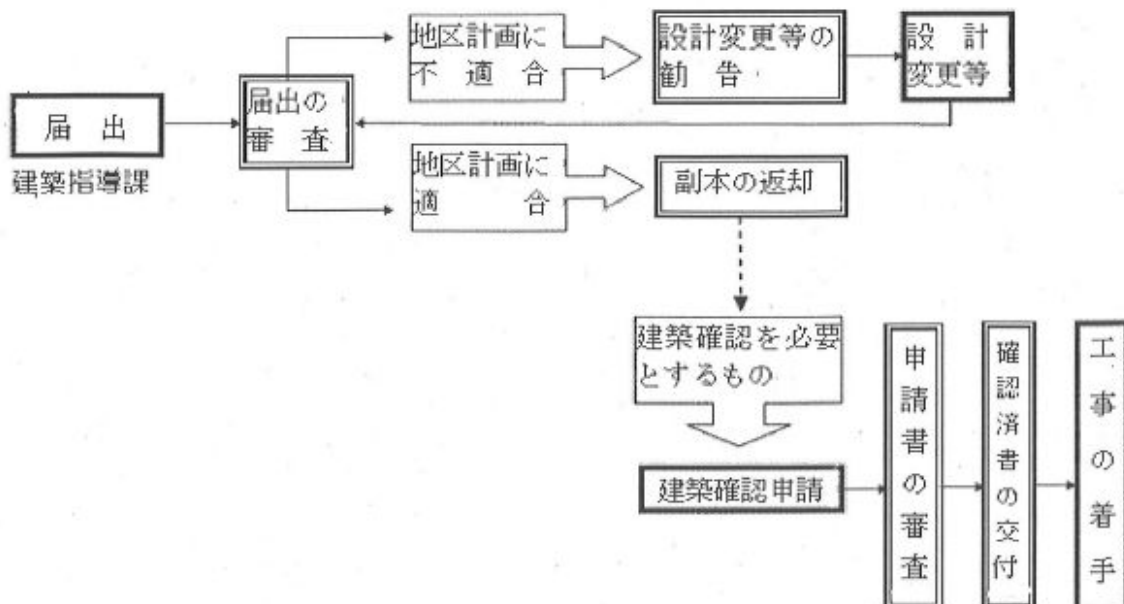 届出
建築指導課
届出の
審査
地区計画に
不適合
設計変更等の
勧告
設計
変更等
地区計画に
適合
副本の返却
建築確認を必要
とするもの
建築確認申請
申請書の審査
確認済書の交付
工事の着手